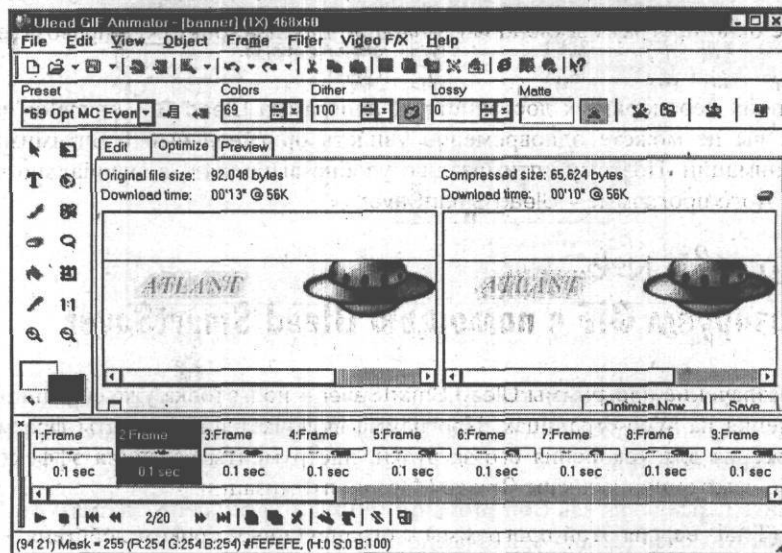 Ulead GIF Animator - [banner] (1X) 468x60
File Edit View Object Frame Filter Video F/X Help
Preset Colors Dither Lossy Matte
*69 Opt MC Even 69 100 0
Edit Optimize Preview
Original file size: 92,048 bytes Compressed size: 65,624 bytes
Download time: 00'13" @ 56K Download time: 00'10" @ 56K
ATLANT ATLANT
T
1:1
Optimize Now Save
1:Frame 2:Frame 3:Frame 4:Frame 5:Frame 6:Frame 7:Frame 8:Frame 9:Frame
0.1 sec 0.1 sec 0.1 sec 0.1 sec 0.1 sec 0.1 sec 0.1 sec 0.1 sec 0.1 sec
2/20
(94 21) Mask = 255 (R:254 G:254 B:254) #FEFEFE, (H:0 S:0 B:100)